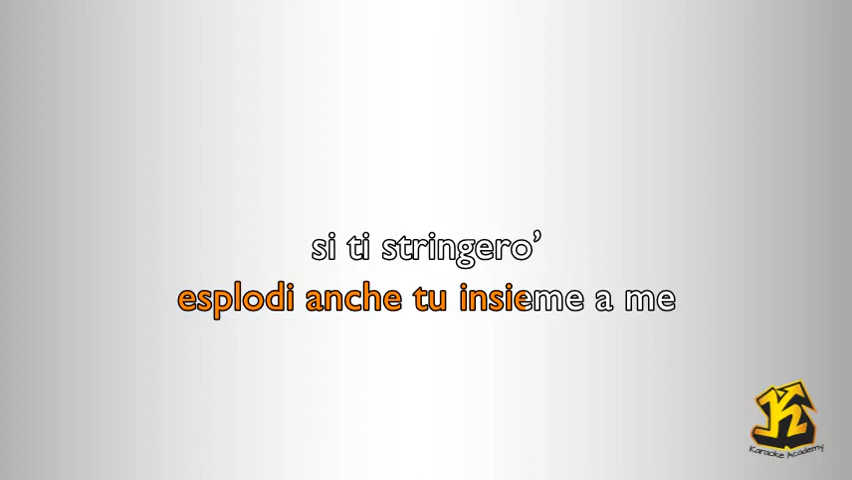 si ti stringero’
esplodi anche tu insieme a me
K
Karaoke Academy